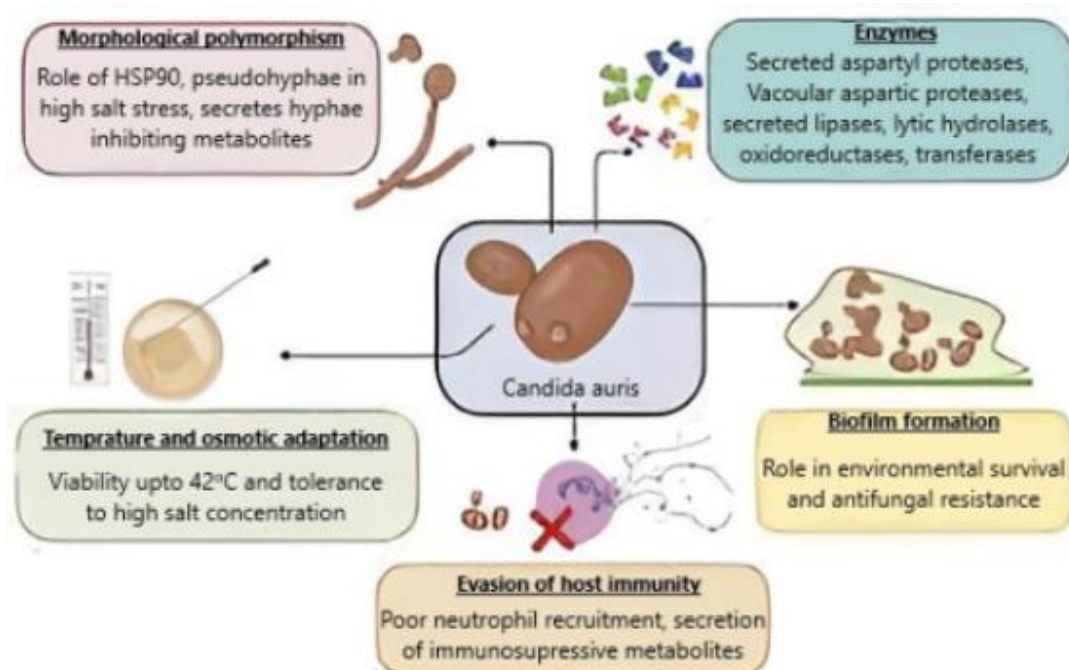 Morphological polymorphism
Role of HSP90, pseudohyphae in
high salt stress, secretes hyphae
inhibiting metabolites
Enzymes
Secreted aspartyl proteases,
Vacoular aspartic proteases,
secreted lipases, lytic hydrolases,
oxidoreductases, transferases
Candida auris
Temprature and osmotic adaptation
Viability upto 42ºC and tolerance
to high salt concentration
Biofilm formation
Role in environmental survival
and antifungal resistance
Evasion of host immunity
Poor neutrophil recruitment, secretion
of immunosupressive metabolites